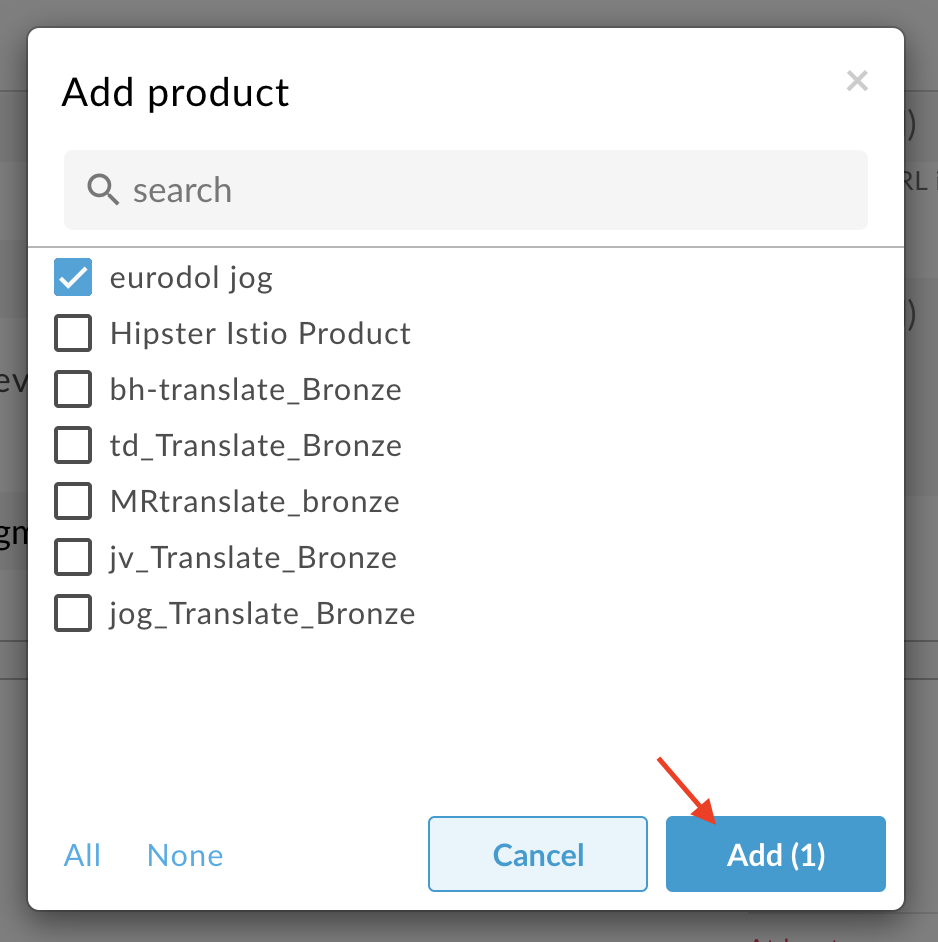 Add product
×
search
eurodol jog
Hipster Istio Product
bh-translate_Bronze
td_Translate_Bronze
MRtranslate_bronze
jv_Translate_Bronze
jog_Translate_Bronze
All None Cancel Add (1)